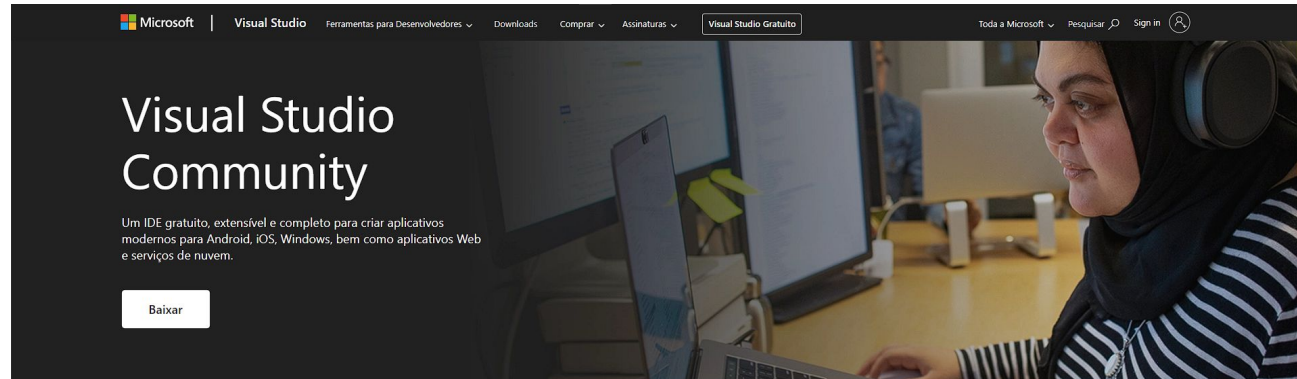 Microsoft
Visual Studio
Ferramentas para Desenvolvedores
Downloads
Comprar
Assinaturas
Visual Studio Gratuito
Toda a Microsoft
Pesquisar
Sign in
Visual Studio
Community
Um IDE gratuito, extensível e completo para criar aplicativos
modernos para Android, iOS, Windows, bem como aplicativos Web
e serviços de nuvem.
Baixar